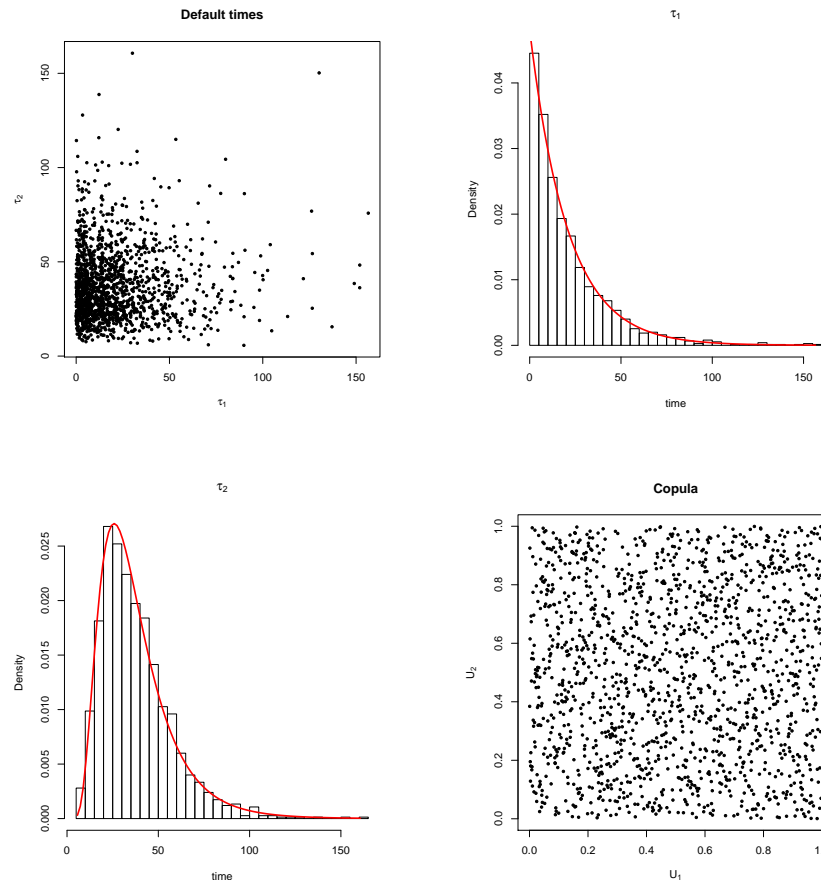 Default times
0 50 100 150
0 50 100 150
τ₂
τ₁
τ₁
0.00 0.01 0.02 0.03 0.04
Density
0 50 100 150
time
τ₂
0.000 0.005 0.010 0.015 0.020 0.025
Density
0 50 100 150
time
Copula
0.0 0.2 0.4 0.6 0.8 1.0
U₂
0.0 0.2 0.4 0.6 0.8
U₁